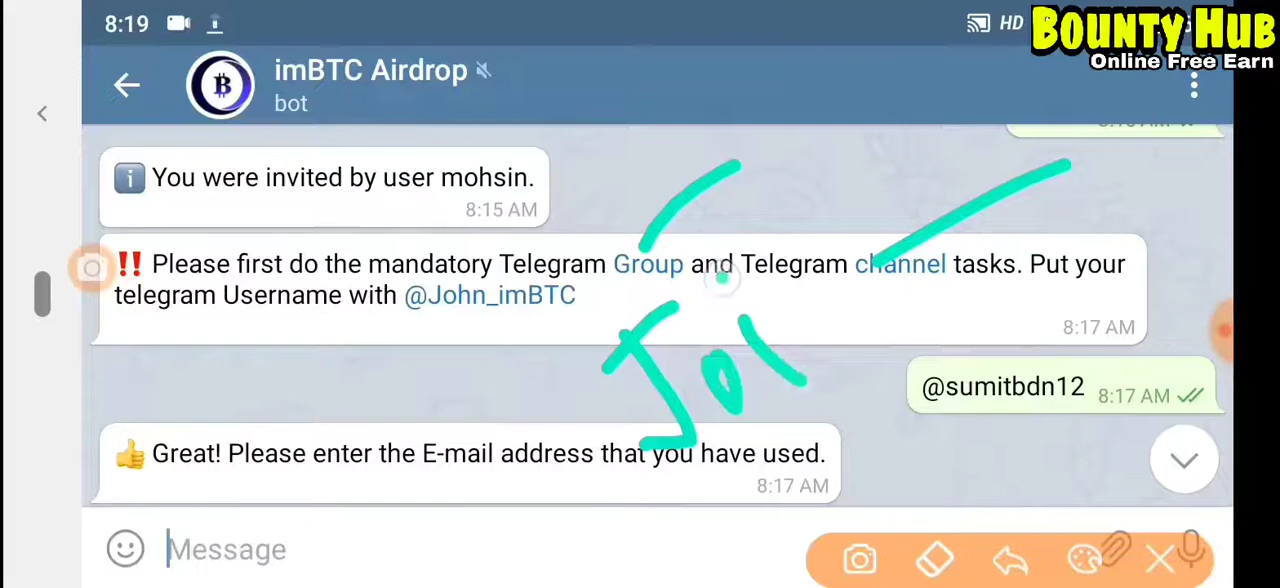 8:19
HD
BOUNTY HUB
Online Free Earn
imBTC Airdrop
bot
You were invited by user mohsin.
8:15 AM
!! Please first do the mandatory Telegram Group and Telegram channel tasks. Put your
telegram Username with @John_imBTC
8:17 AM
@sumitbdn12
8:17 AM
👍 Great! Please enter the E-mail address that you have used.
8:17 AM
Message